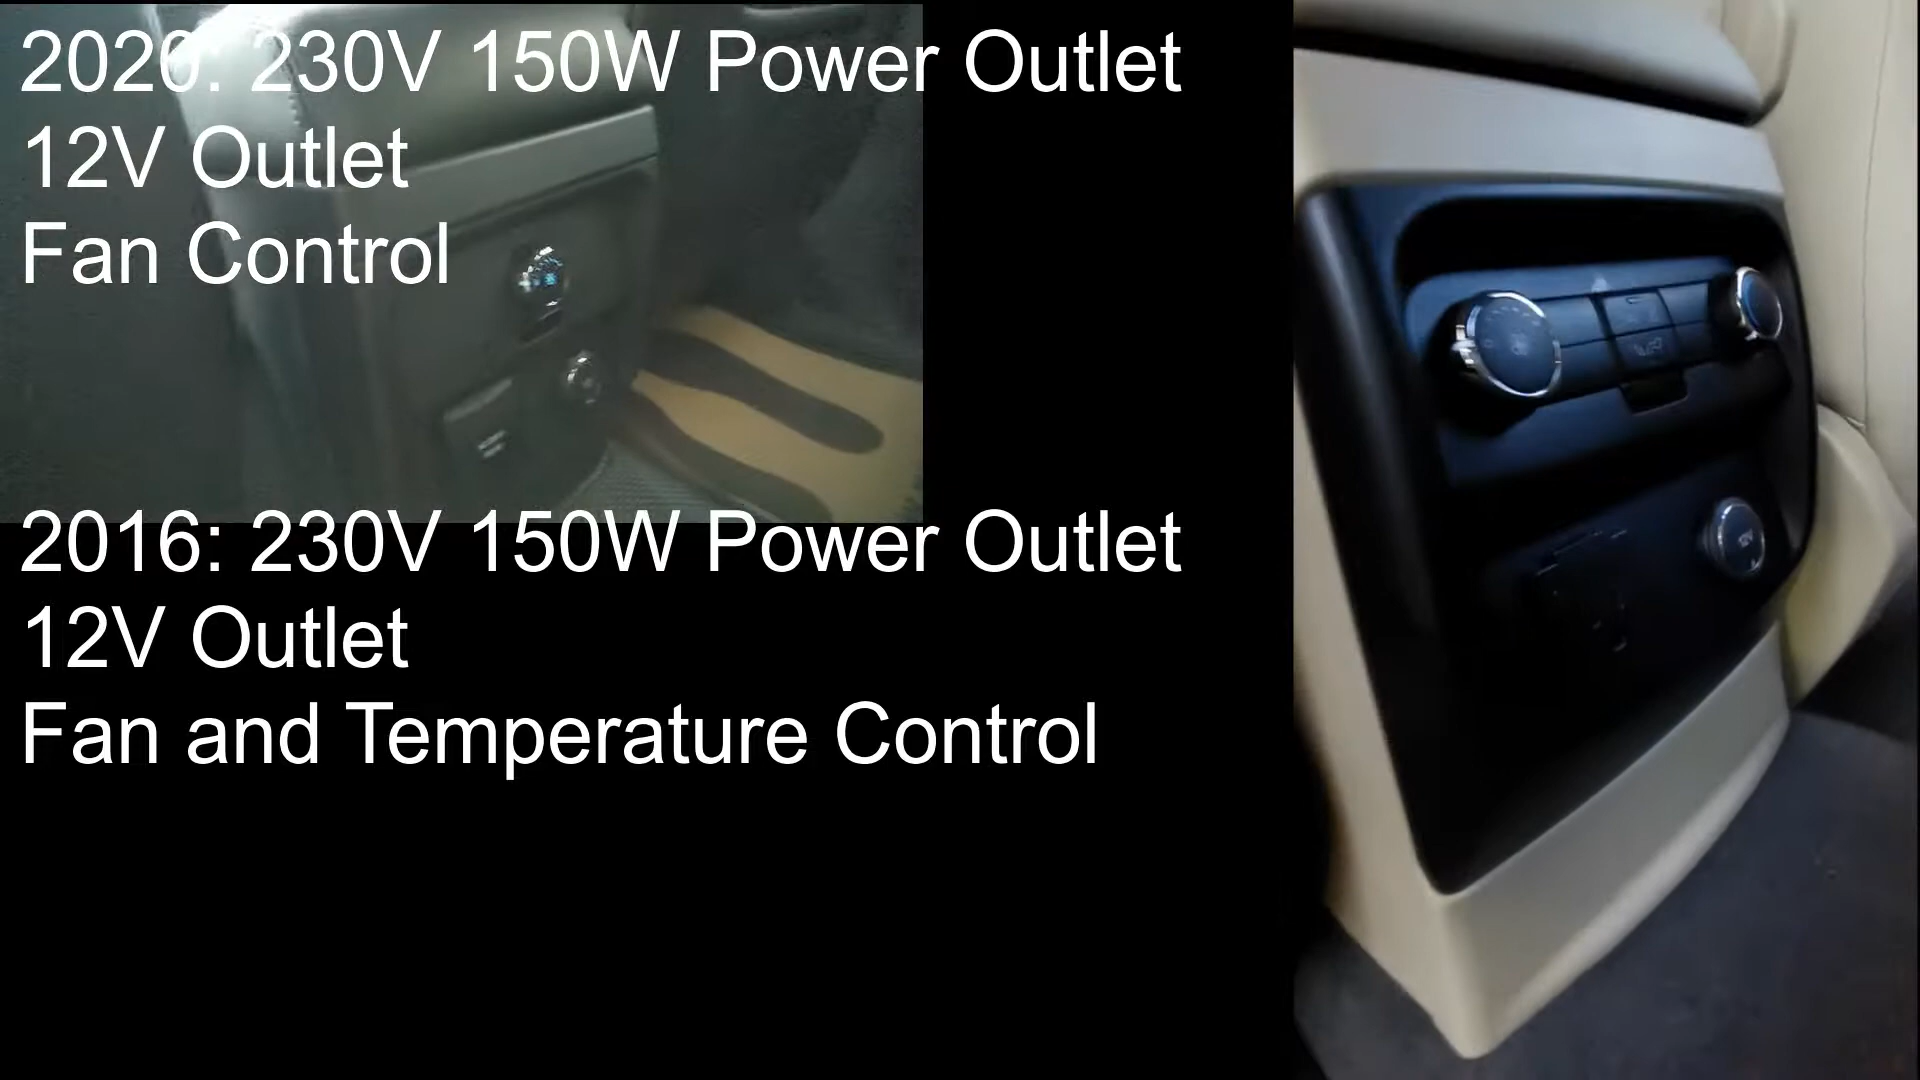 2020: 230V 150W Power Outlet
12V Outlet
Fan Control
2016: 230V 150W Power Outlet
12V Outlet
Fan and Temperature Control
12V